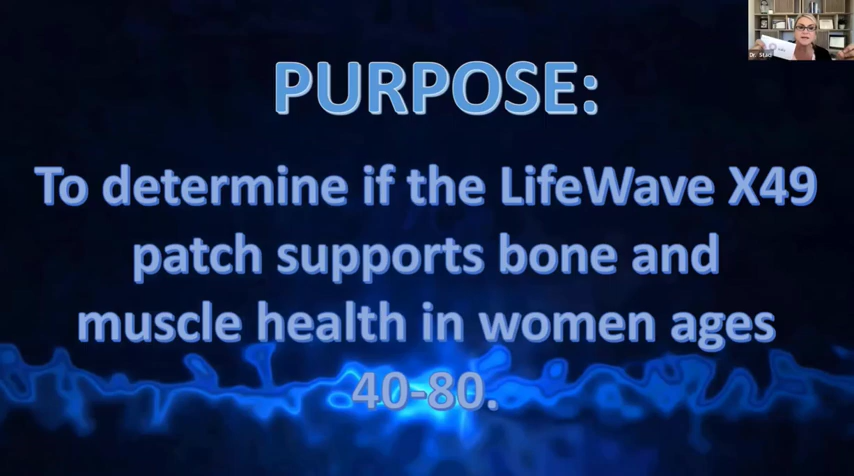 PURPOSE:
To determine if the LifeWave X49
patch supports bone and
muscle health in women ages
40-80.